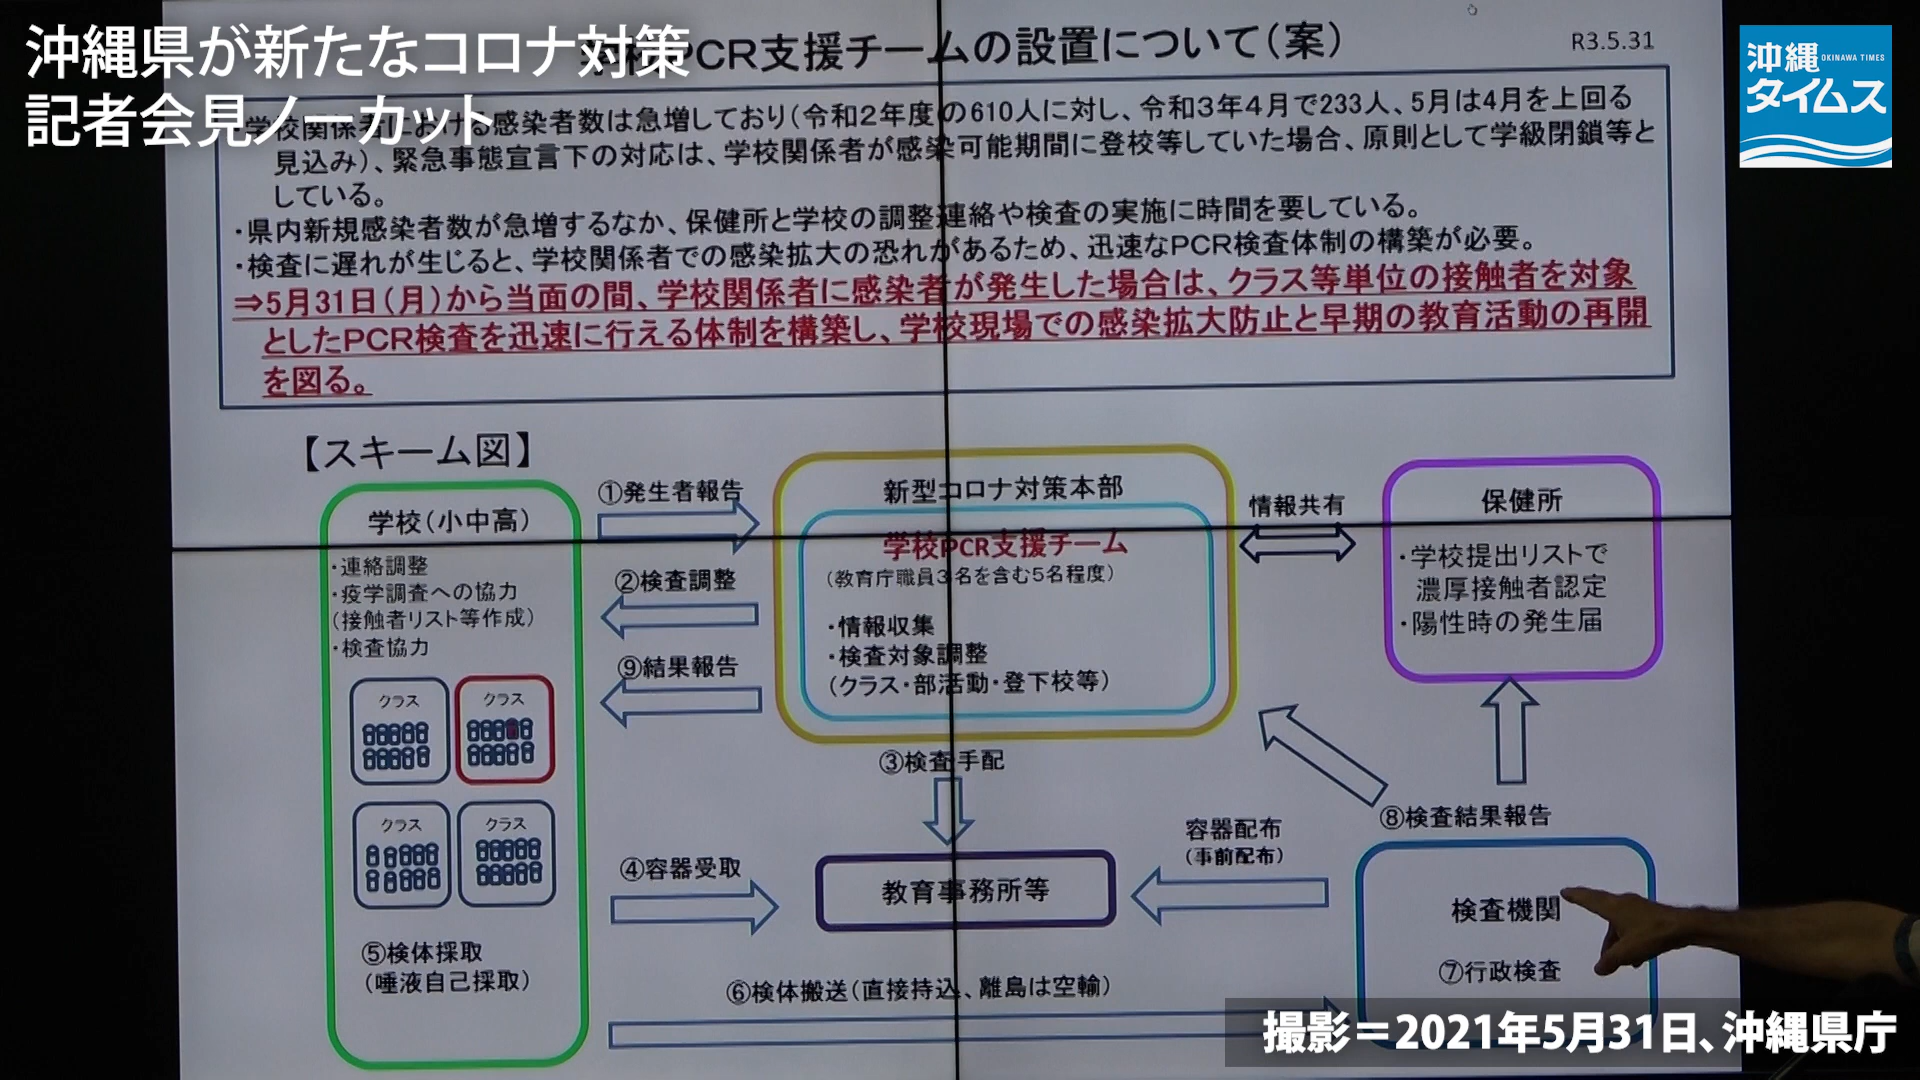 沖縄県が新たなコロナ対策
記者会見ノーカット
沖縄
OKINAWA TIMES
タイムス
PCR支援チームの設置について(案)
R3.5.31
学校関係者における感染者数は急増しており(令和2年度の610人に対し、令和3年4月で233人、5月は4月を上回る
見込み)、緊急事態宣言下の対応は、学校関係者が感染可能期間に登校等していた場合、原則として学級閉鎖等と
している。
・県内新規感染者数が急増するなか、保健所と学校の調整連絡や検査の実施に時間を要している。
・検査に遅れが生じると、学校関係者での感染拡大の恐れがあるため、迅速なPCR検査体制の構築が必要。
⇒5月31日(月)から当面の間、学校関係者に感染者が発生した場合は、クラス等単位の接触者を対象
としたPCR検査を迅速に行える体制を構築し、学校現場での感染拡大防止と早期の教育活動の再開
を図る。
【スキーム図】
学校(小中高)
・連絡調整
・疫学調査への協力
(接触者リスト等作成)
・検査協力
クラス
クラス
クラス
クラス
⑤検体採取
(唾液自己採取)
①発生者報告
②検査調整
⑨結果報告
新型コロナ対策本部
学校PCR支援チーム
(教育庁職員3名を含む5名程度)
・情報収集
・検査対象調整
(クラス・部活動・登下校等)
情報共有
保健所
・学校提出リストで
濃厚接触者認定
・陽性時の発生届
③検査手配
④容器受取
教育事務所等
容器配布
(事前配布)
⑧検査結果報告
検査機関
⑦行政検査
⑥検体搬送(直接持込、離島は空輸)
撮影=2021年5月31日、沖縄県庁